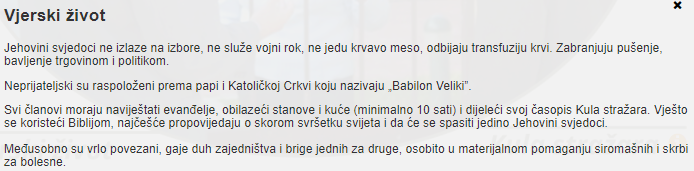 Vjerski život
Jehovini svjedoci ne izlaze na izbore, ne služe vojni rok, ne jedu krvavo meso, odbijaju transfuziju krvi. Zabranjuju pušenje,
bavljenje trgovinom i politikom.
Neprijateljski su raspoloženi prema papi i Katoličkoj Crkvi koju nazivaju „Babilon Veliki”.
Svi članovi moraju naviještati evanđelje, obilazeći stanove i kuće (minimalno 10 sati) i dijeleći svoj časopis Kula stražara. Vješto
se koristeći Biblijom, najčešće propovijedaju o skorom svršetku svijeta i da će se spasiti jedino Jehovini svjedoci.
Međusobno su vrlo povezani, gaje duh zajedništva i brige jednih za druge, osobito u materijalnom pomaganju siromašnih i skrbi
za bolesne.